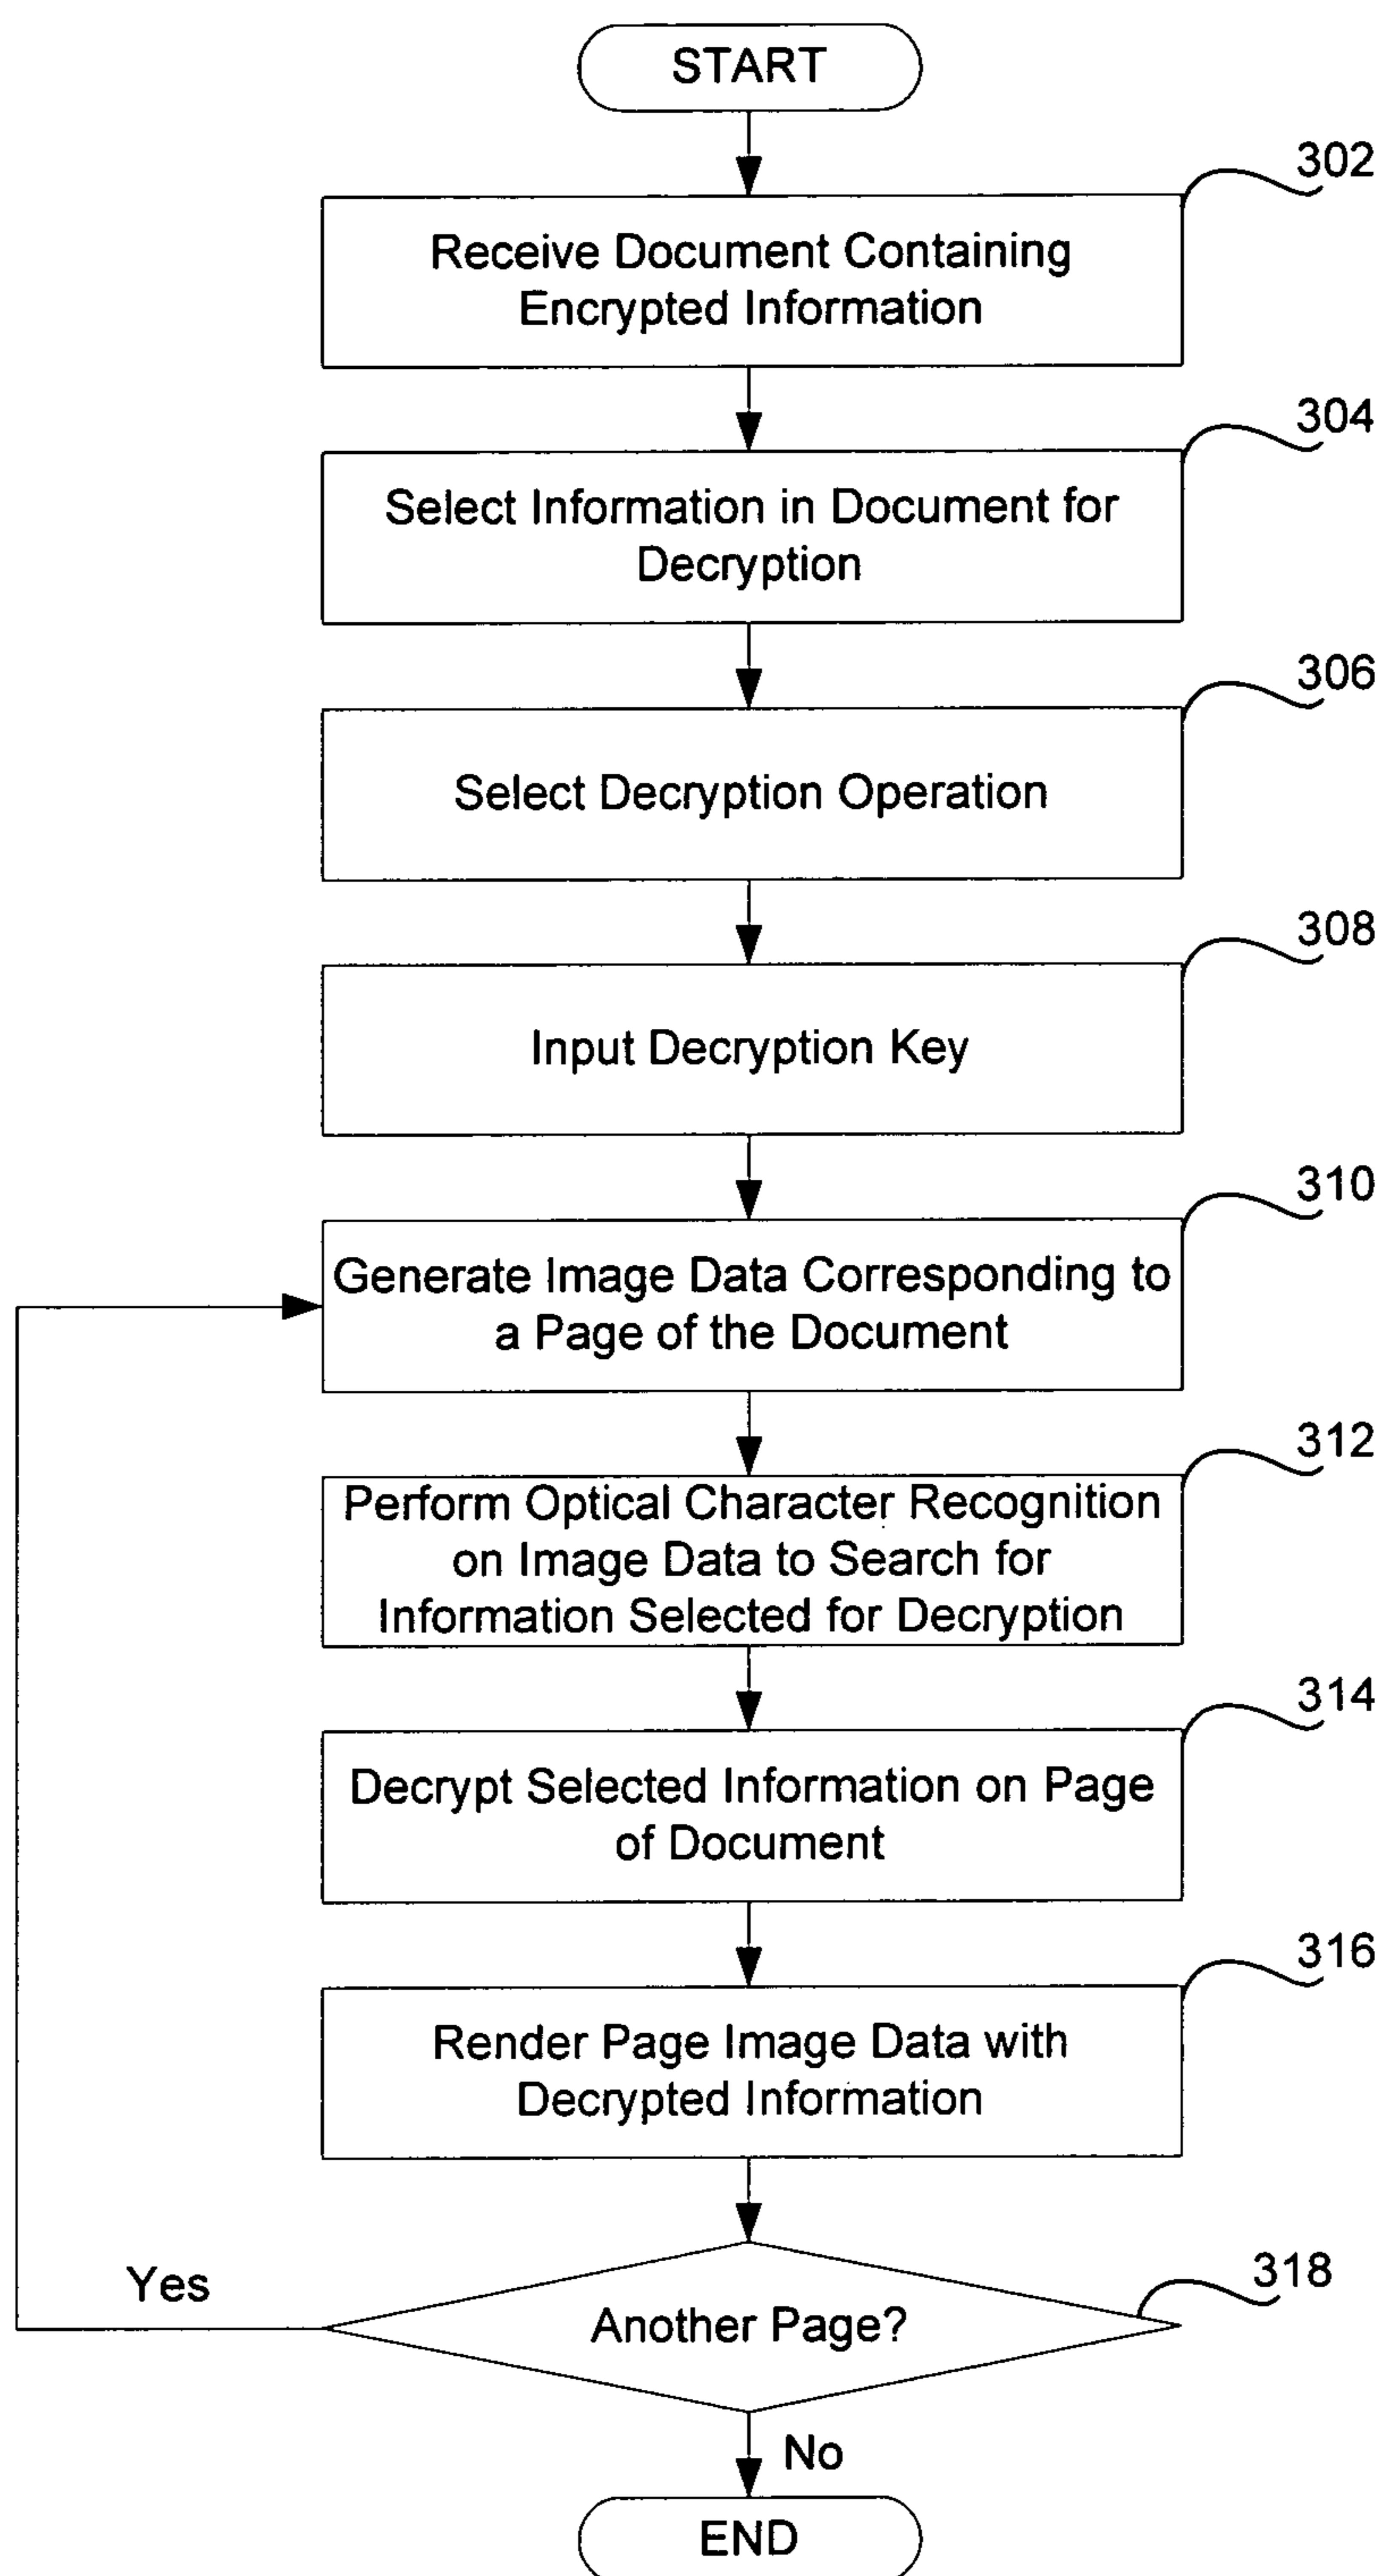 START
302
Receive Document Containing
Encrypted Information
304
Select Information in Document for
Decryption
306
Select Decryption Operation
308
Input Decryption Key
310
Generate Image Data Corresponding to
a Page of the Document
312
Perform Optical Character Recognition
on Image Data to Search for
Information Selected for Decryption
314
Decrypt Selected Information on Page
of Document
316
Render Page Image Data with
Decrypted Information
318
Yes
Another Page?
No
END